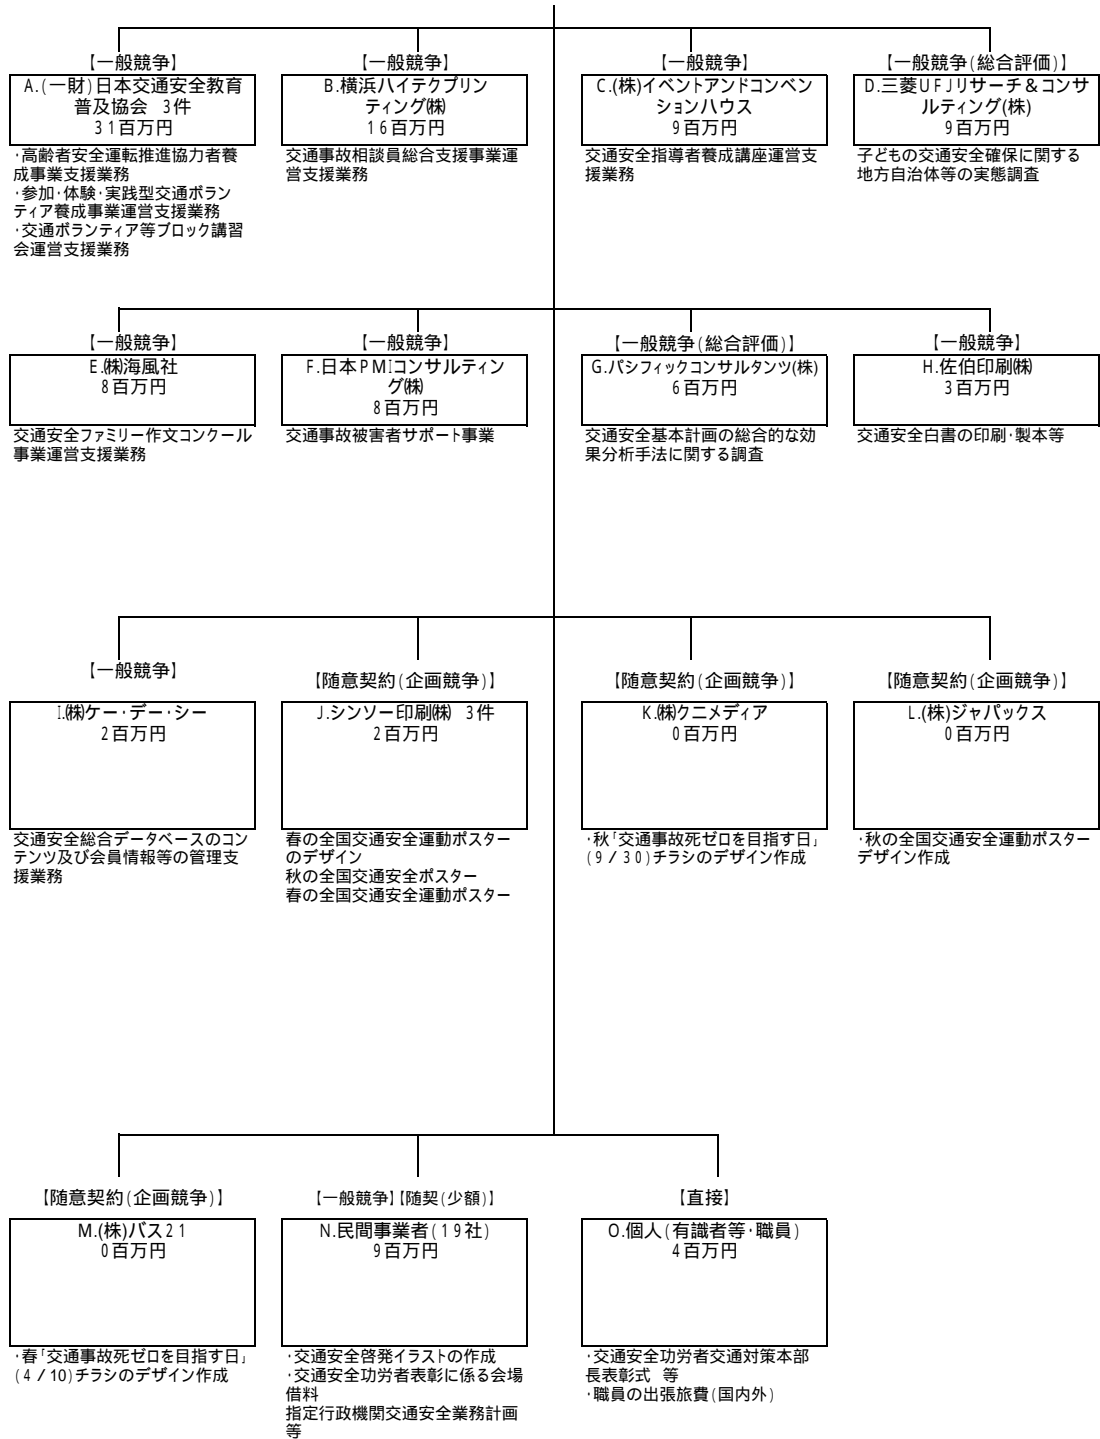 【一般競争】
A.(一財)日本交通安全教育
普及協会 3件
31百万円
・高齢者安全運転推進協力者養
成事業支援業務
・参加・体験・実践型交通ボラン
ティア養成事業運営支援業務
・交通ボランティア等ブロック講習
会運営支援業務
【一般競争】
B.横浜ハイテクプリン
ティング㈱
16百万円
交通事故相談員総合支援事業運
営支援業務
【一般競争】
C.(株)イベントアンドコンベン
ションハウス
9百万円
交通安全指導者養成講座運営支
援業務
【一般競争(総合評価)】
D.三菱UFJリサーチ&コンサ
ルティング(株)
9百万円
子どもの交通安全確保に関する
地方自治体等の実態調査
【一般競争】
E.㈱海風社
8百万円
交通安全ファミリー作文コンクール
事業運営支援業務
【一般競争】
F.日本PMIコンサルティン
グ㈱
8百万円
交通事故被害者サポート事業
【一般競争(総合評価)】
G.パシフィックコンサルタンツ(株)
6百万円
交通安全基本計画の総合的な効
果分析手法に関する調査
【一般競争】
H.佐伯印刷㈱
3百万円
交通安全白書の印刷・製本等
【一般競争】
I.㈱ケー・デー・シー
2百万円
交通安全総合データベースのコン
テンツ及び会員情報等の管理支
援業務
【随意契約(企画競争)】
J.シンソー印刷㈱ 3件
2百万円
春の全国交通安全運動ポスター
のデザイン
秋の全国交通安全ポスター
春の全国交通安全運動ポスター
【随意契約(企画競争)】
K.㈱クニメディア
0百万円
・秋「交通事故死ゼロを目指す日」
(9/30)チラシのデザイン作成
【随意契約(企画競争)】
L.(株)ジャパックス
0百万円
・秋の全国交通安全運動ポスター
デザイン作成
【随意契約(企画競争)】
M.(株)バス21
0百万円
・春「交通事故死ゼロを目指す日」
(4/10)チラシのデザイン作成
【一般競争】【随契(少額)】
N.民間事業者(19社)
9百万円
・交通安全啓発イラストの作成
・交通安全功労者表彰に係る会場
借料
指定行政機関交通安全業務計画
等
【直接】
O.個人(有識者等・職員)
4百万円
・交通安全功労者交通対策本部
長表彰式 等
・職員の出張旅費(国内外)